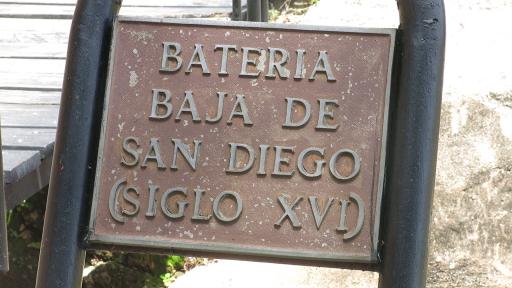 BATERIA
BAJA DE
SAN DIEGO
(SIGLO XVI)